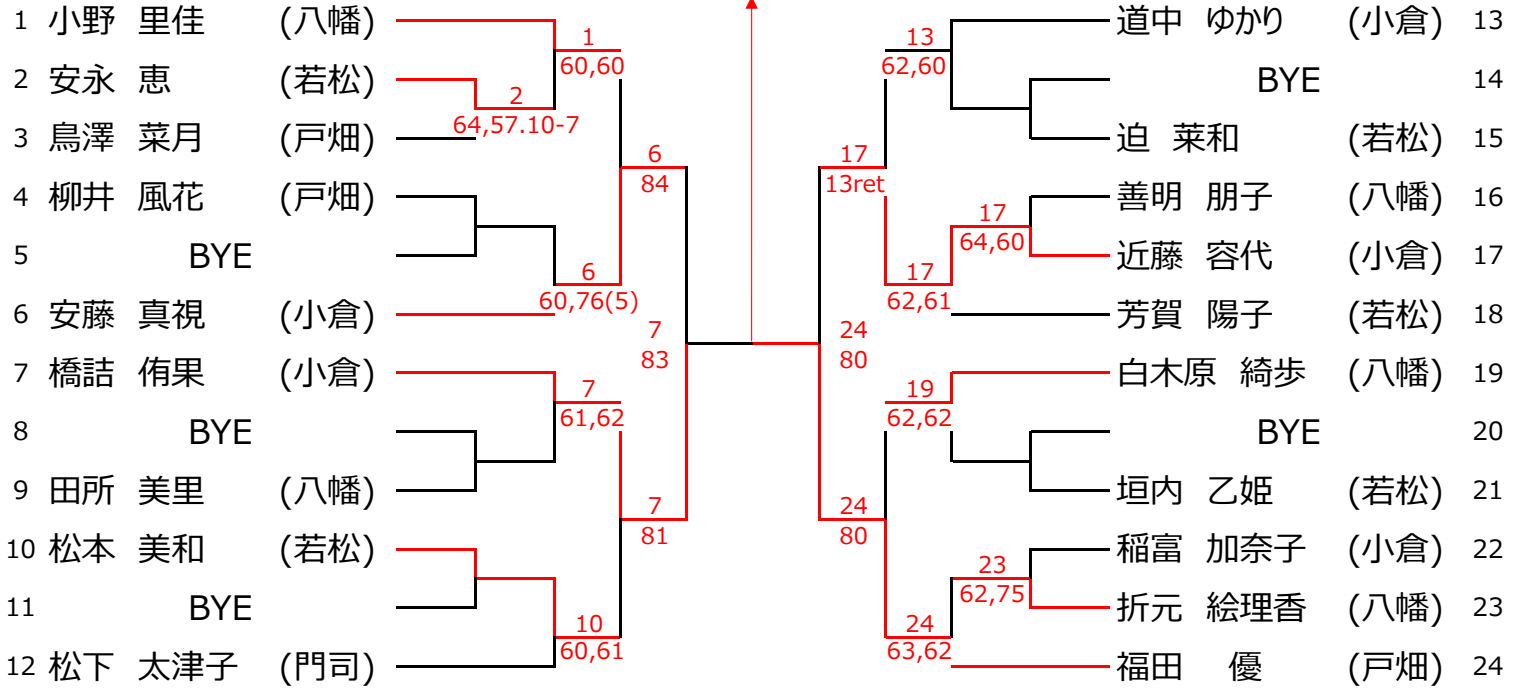 1 小野 里佳 (八幡)
2 安永 恵 (若松)
3 鳥澤 菜月 (戸畑)
4 柳井 風花 (戸畑)
5 BYE
6 安藤 真視 (小倉)
7 橋詰 侑果 (小倉)
8 BYE
9 田所 美里 (八幡)
10 松本 美和 (若松)
11 BYE
12 松下 太津子 (門司)
1
60,60
2
64,57.10-7
6
84
6
60,76(5)
7
83
7
61,62
7
81
10
60,61
13
62,60
17
13ret
17
64,60
17
62,61
24
80
19
62,62
24
80
23
62,75
24
63,62
道中 ゆかり (小倉) 13
BYE 14
迫 莱和 (若松) 15
善明 朋子 (八幡) 16
近藤 容代 (小倉) 17
芳賀 陽子 (若松) 18
白木原 綺歩 (八幡) 19
BYE 20
垣内 乙姫 (若松) 21
稲富 加奈子 (小倉) 22
折元 絵理香 (八幡) 23
福田 優 (戸畑) 24